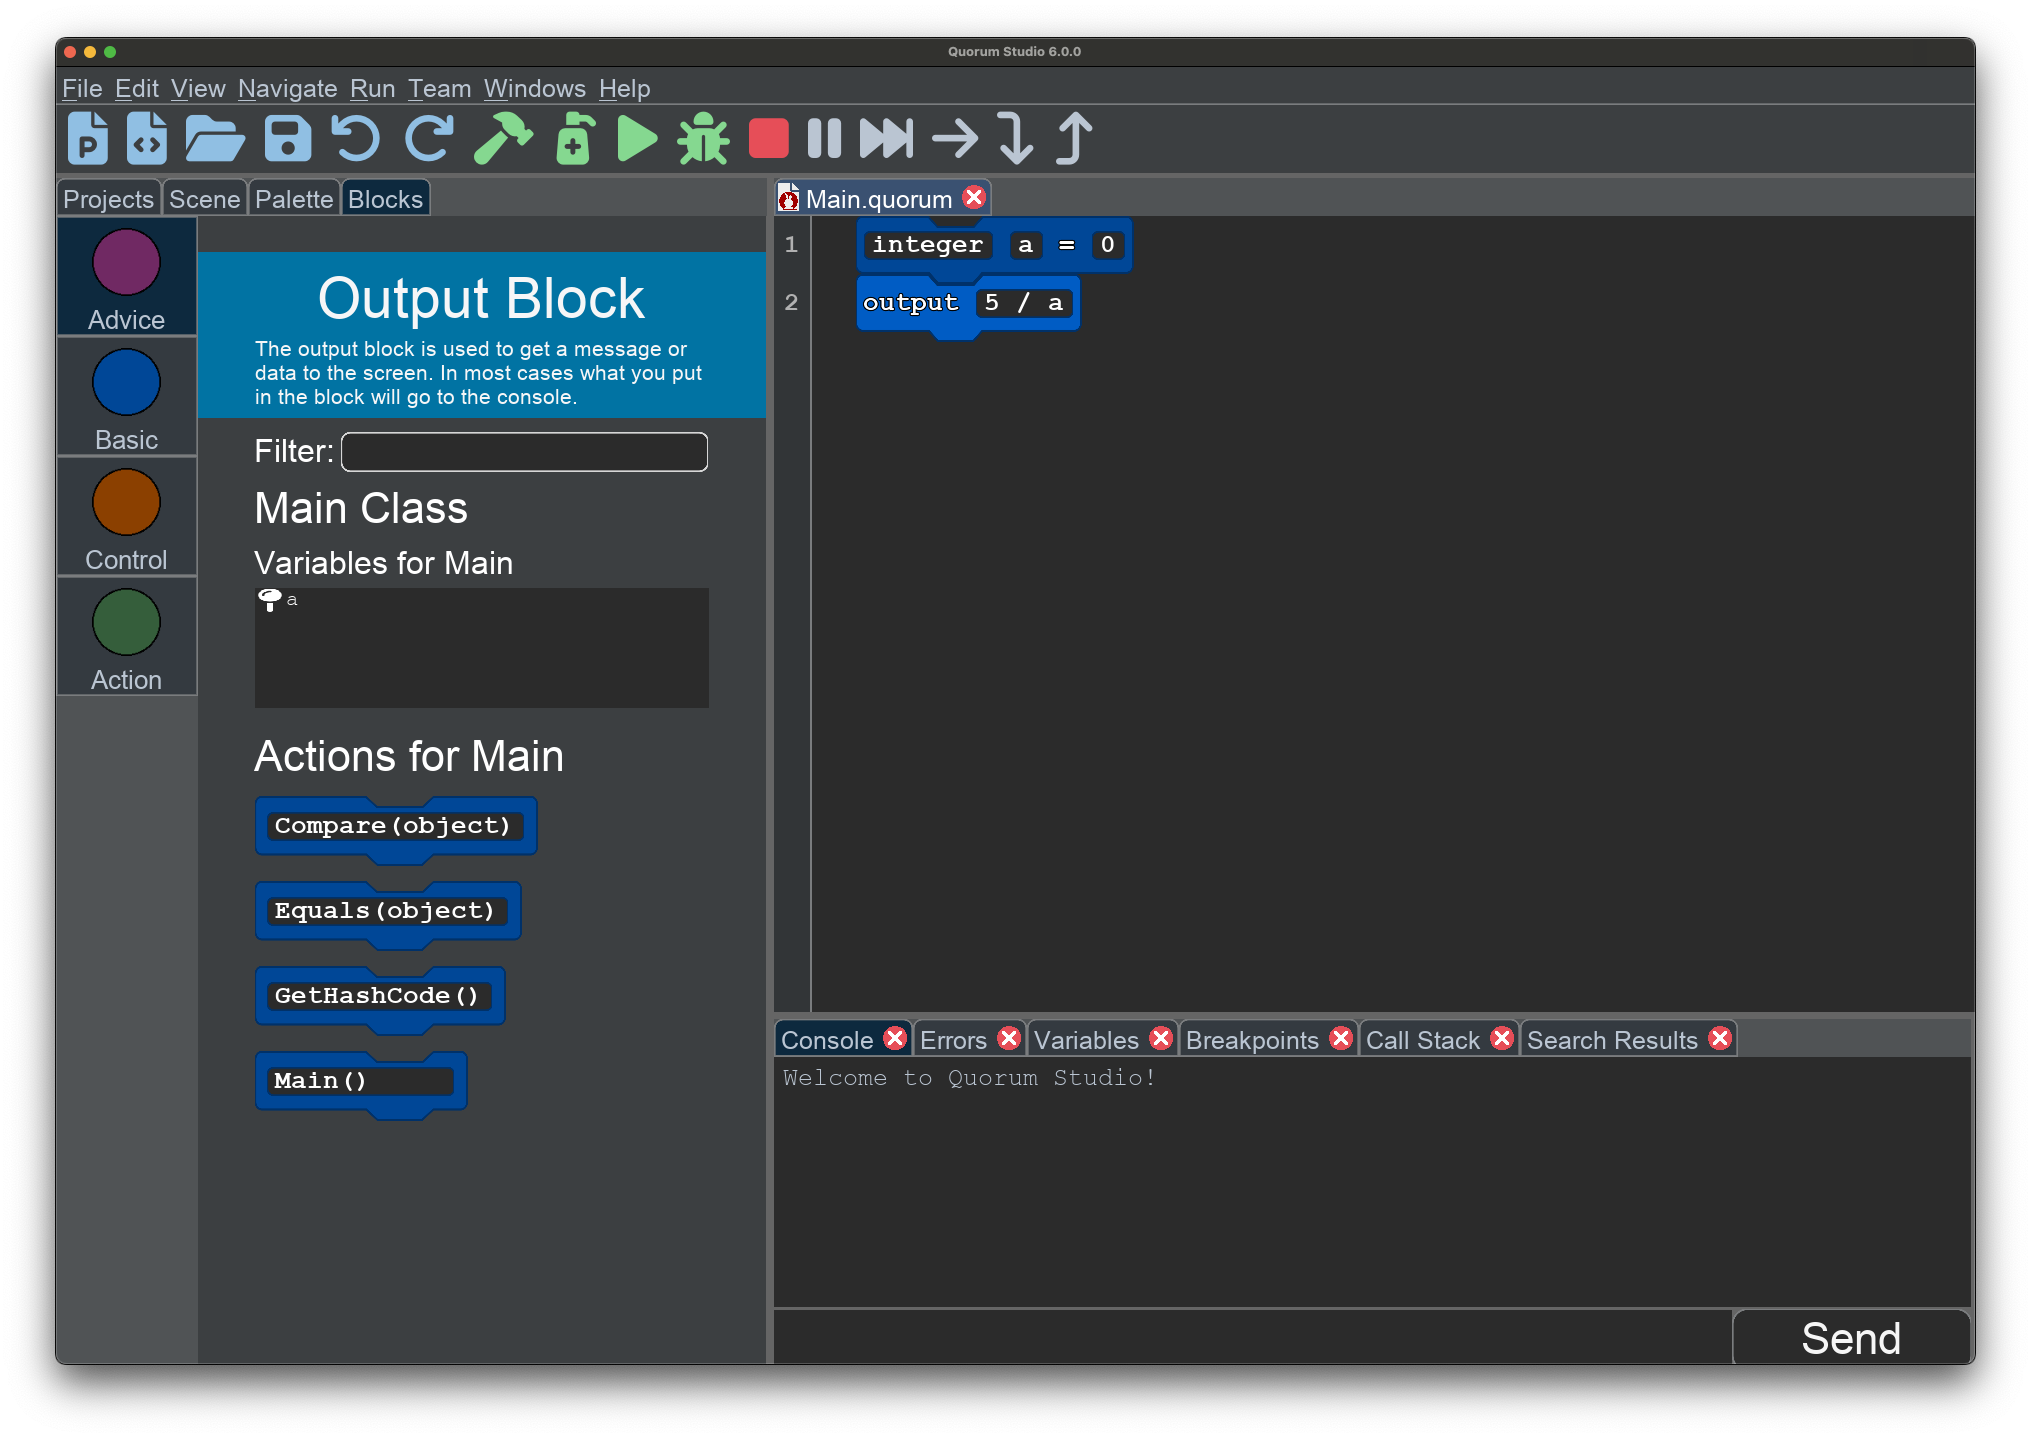 Quorum Studio 6.0.0
File Edit View Navigate Run Team Windows Help
Projects Scene Palette Blocks
Advice
Basic
Control
Action
Output Block
The output block is used to get a message or
data to the screen. In most cases what you put
in the block will go to the console.
Filter:
Main Class
Variables for Main
a
Actions for Main
Compare(object)
Equals(object)
GetHashCode()
Main()
Main.quorum
1 integer a = 0
2 output 5 / a
Console Errors Variables Breakpoints Call Stack Search Results
Welcome to Quorum Studio!
Send